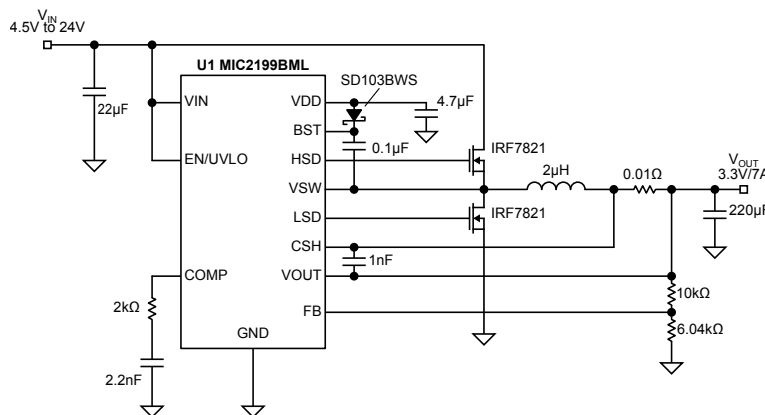 V_IN
4.5V to 24V
U1 MIC2199BML
SD103BWS
22µF
VIN
VDD
4.7µF
BST
0.1µF
EN/UVLO
HSD
IRF7821
VSW
2µH
0.01Ω
V_OUT
3.3V/7A
LSD
IRF7821
220µF
CSH
1nF
COMP
VOUT
2kΩ
10kΩ
FB
6.04kΩ
GND
2.2nF